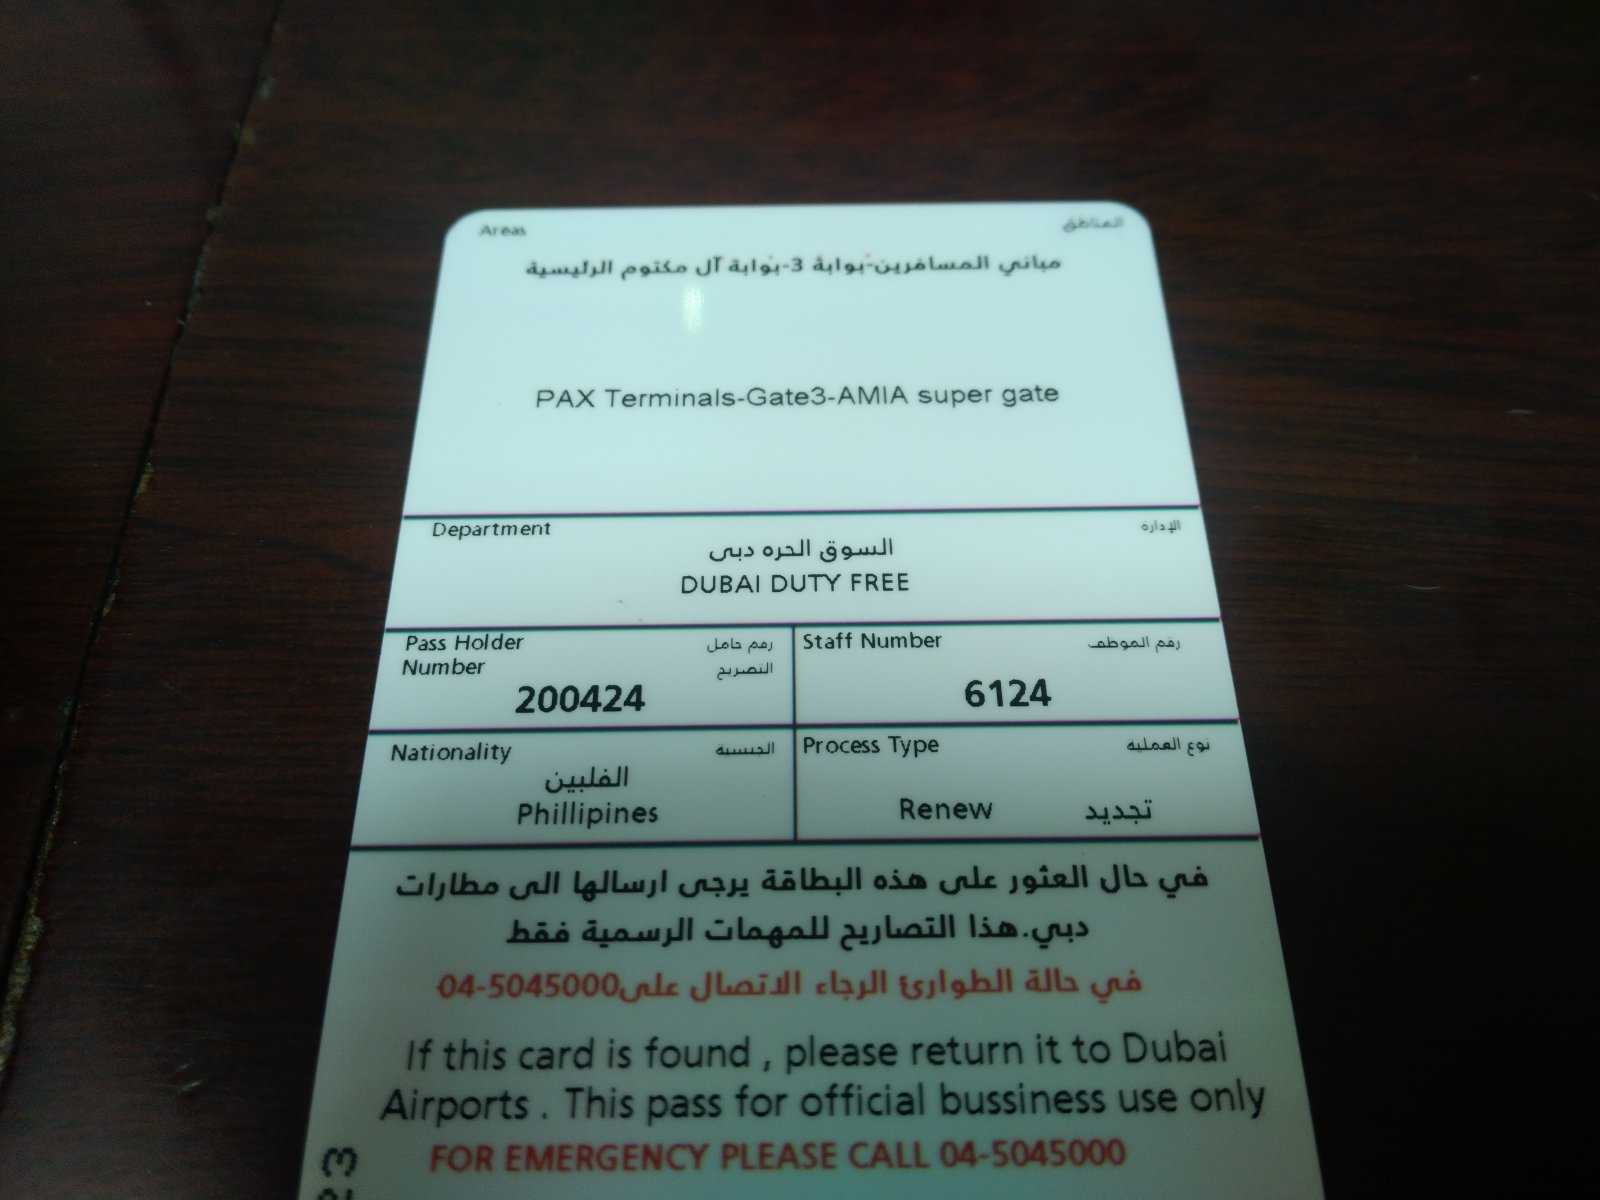 Areas المناطق
مباني المسافرين-بوابة 3-بوابة آل مكتوم الرئيسية
PAX Terminals-Gate3-AMIA super gate
Department الإدارة
السوق الحره دبى
DUBAI DUTY FREE
Pass Holder رقم حامل
Number التصريح
200424
Staff Number رقم الموظف
6124
Nationality الجنسية
الفلبين
Phillipines
Process Type نوع العملية
Renew تجديد
في حال العثور على هذه البطاقة يرجى ارسالها الى مطارات
دبي.هذا التصاريح للمهمات الرسمية فقط
في حالة الطوارئ الرجاء الاتصال على04-5045000
If this card is found , please return it to Dubai
Airports . This pass for official bussiness use only
FOR EMERGENCY PLEASE CALL 04-5045000